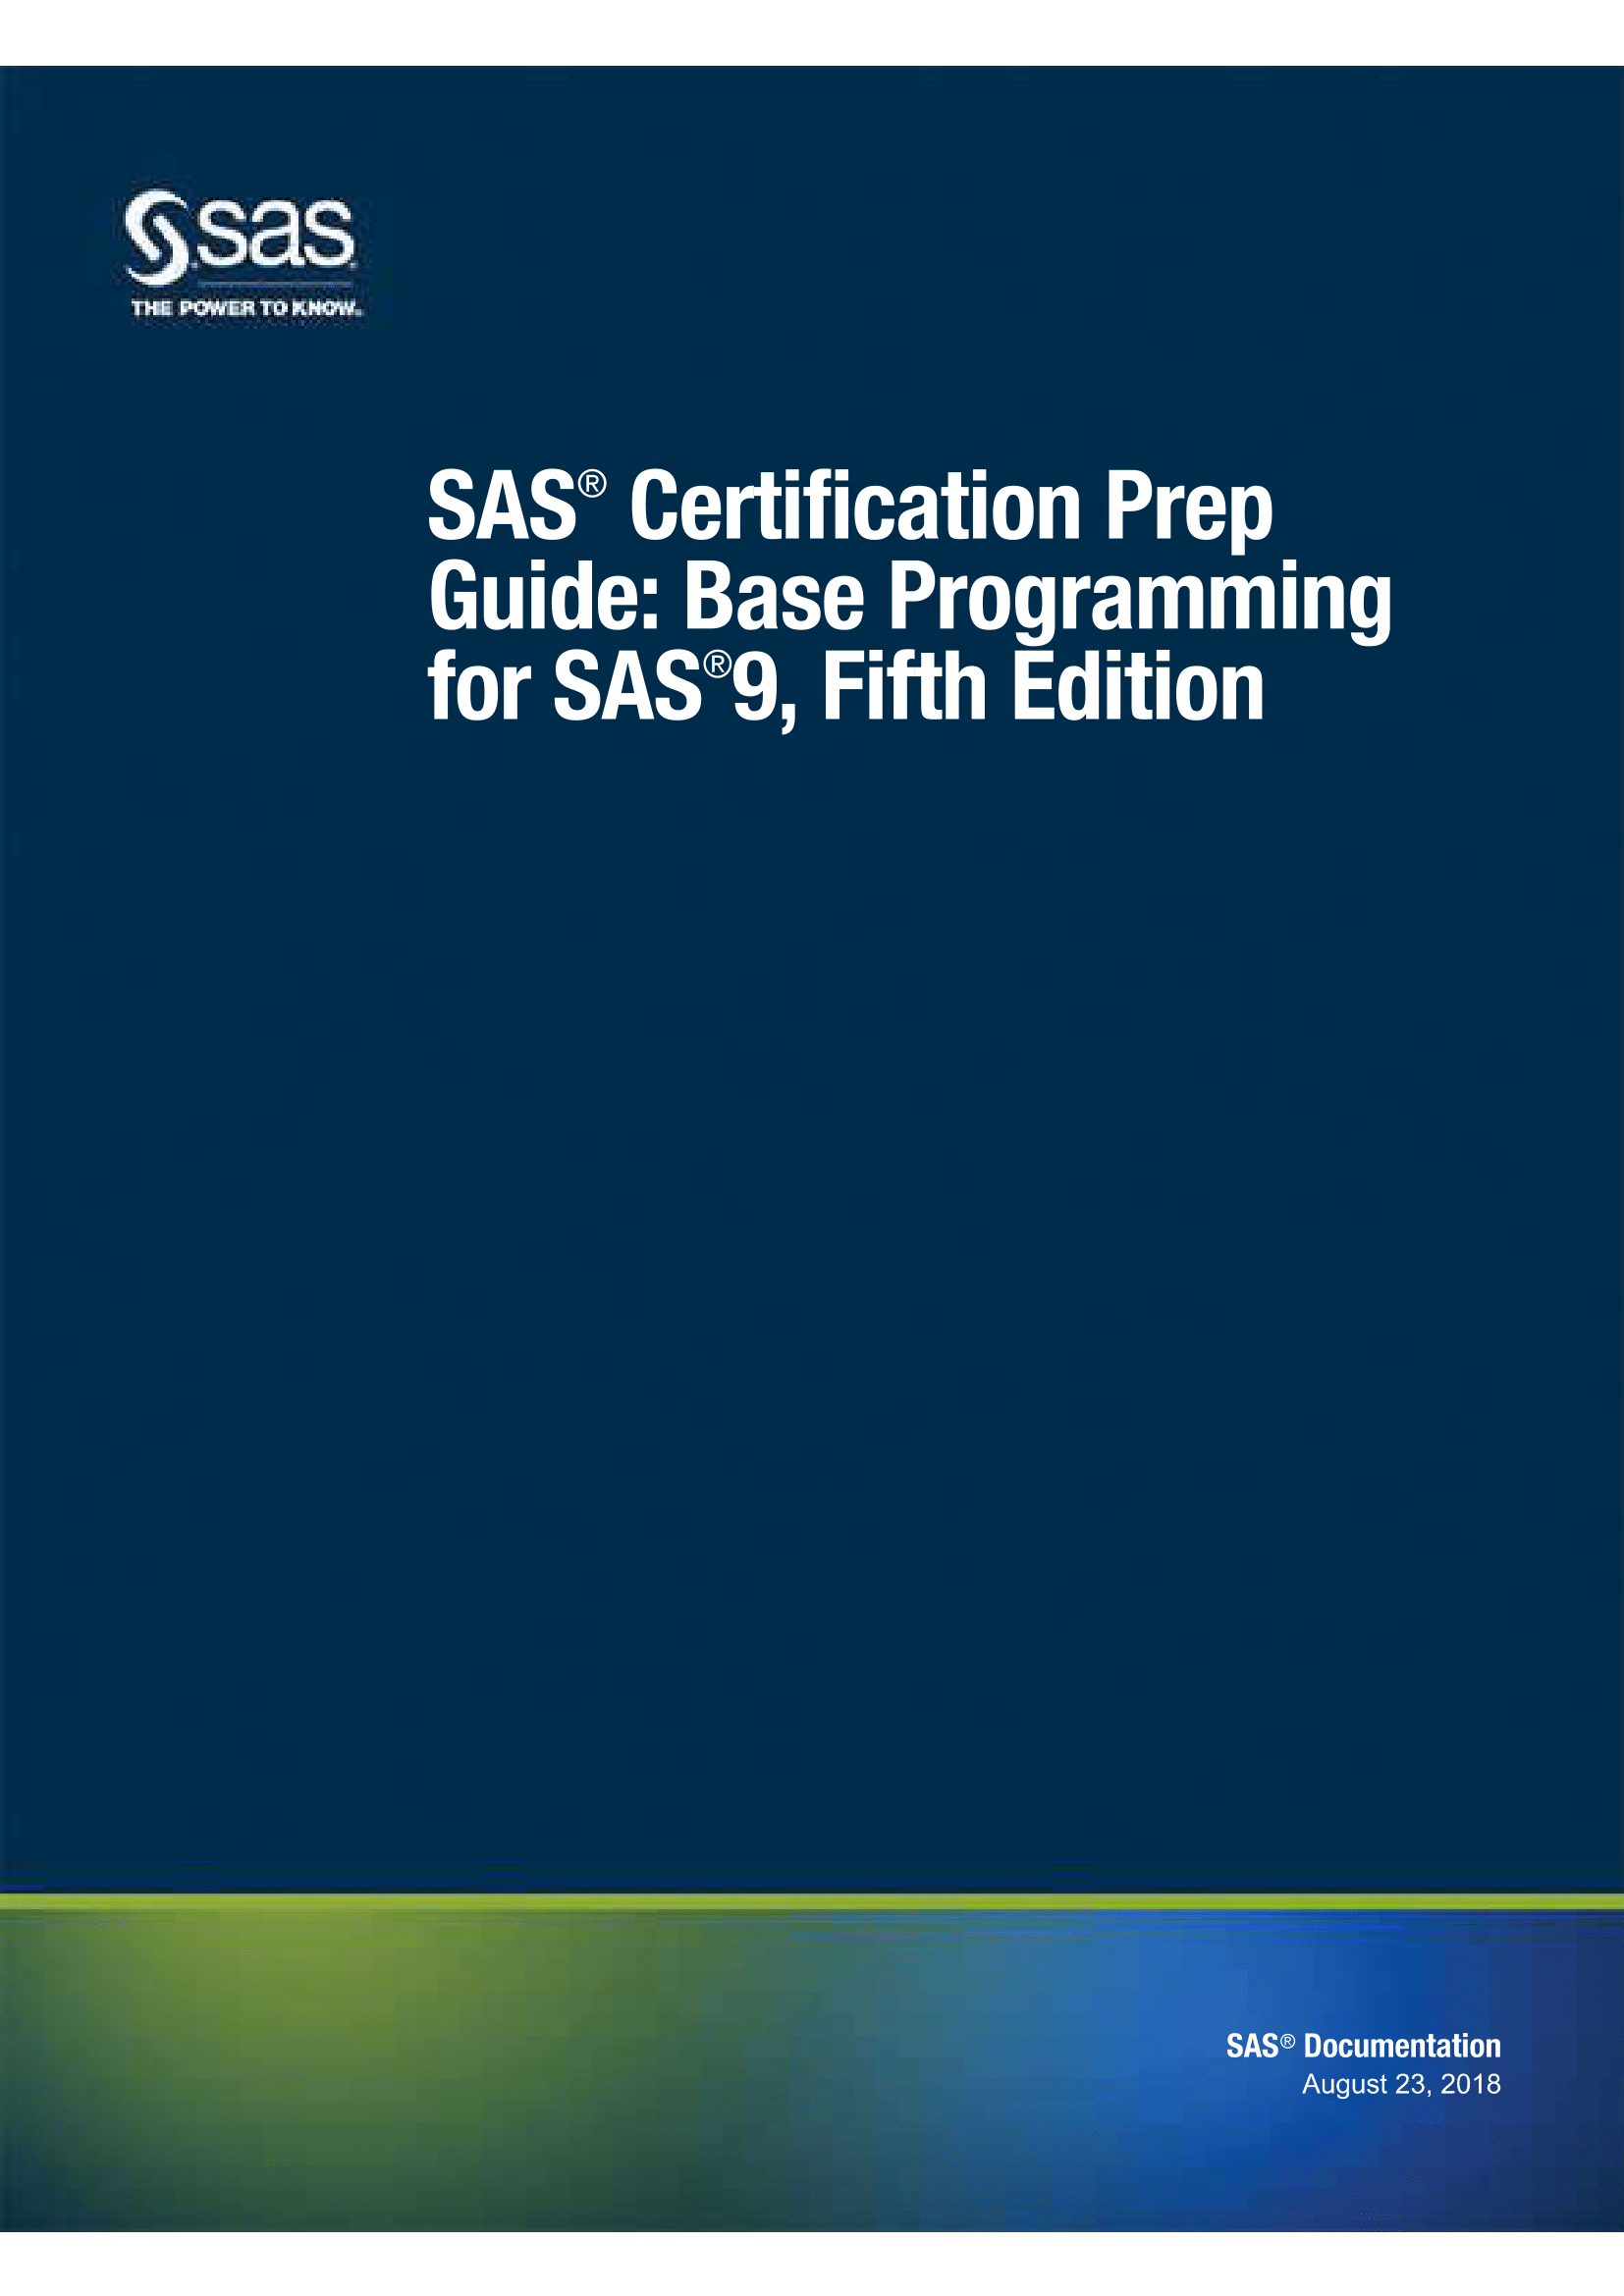 sas
THE POWER TO KNOW®
SAS® Certification Prep
Guide: Base Programming
for SAS®9, Fifth Edition
SAS® Documentation
August 23, 2018